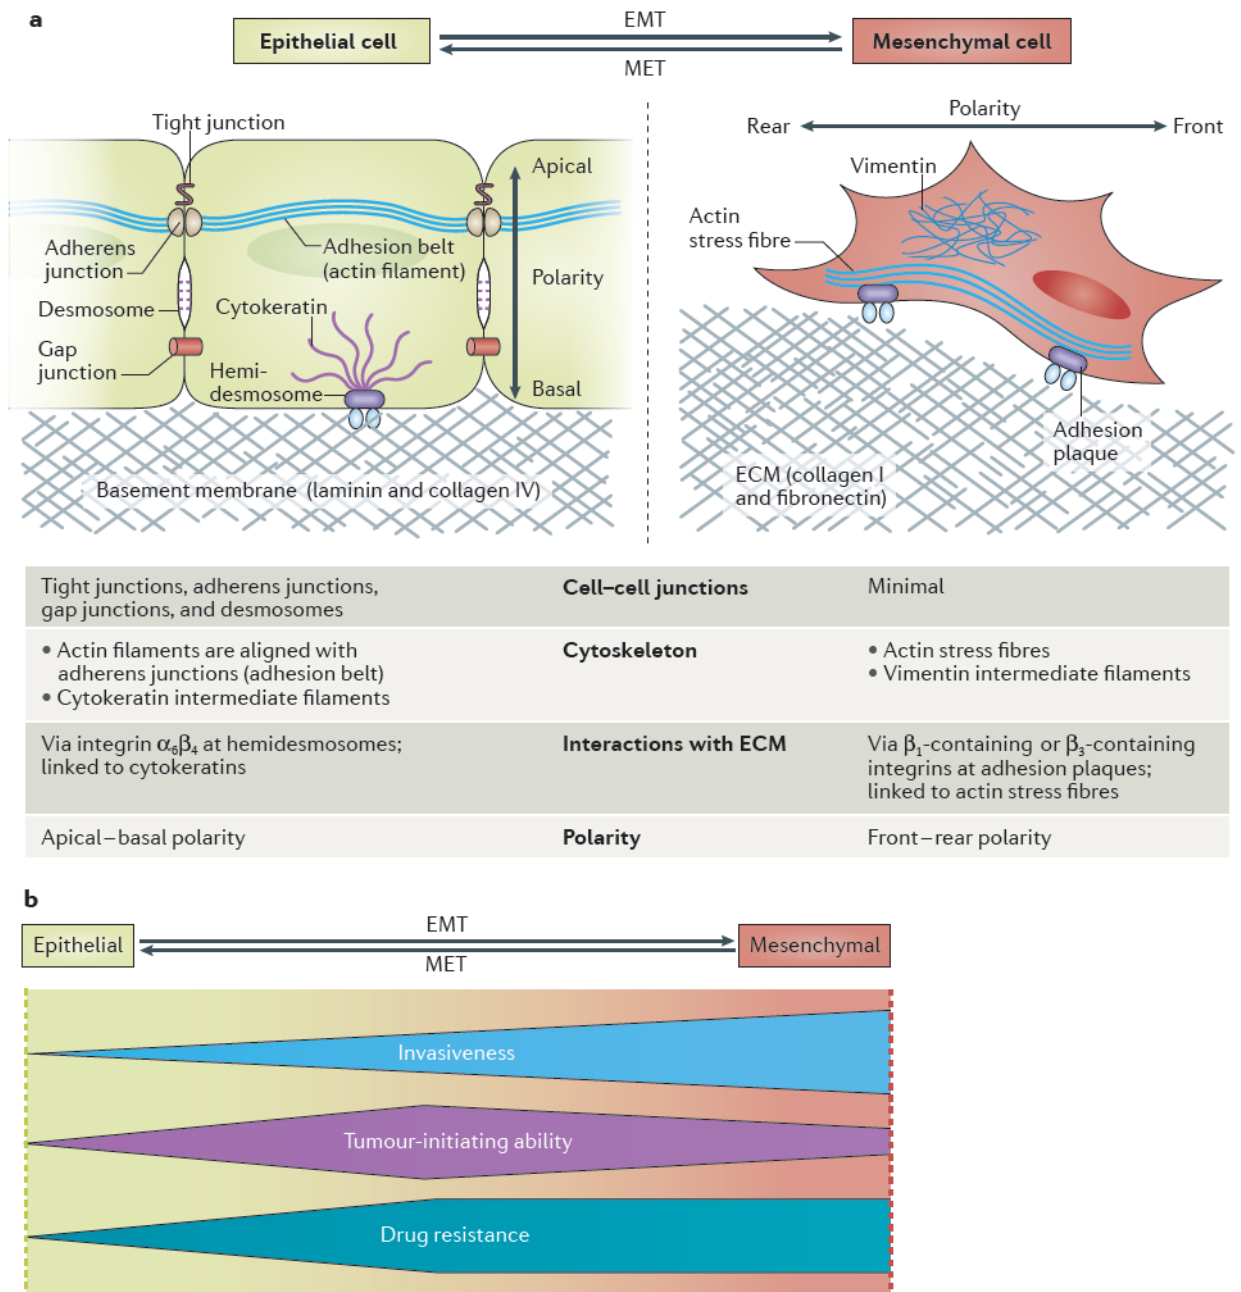 a
Epithelial cell
EMT
MET
Mesenchymal cell
Tight junction
Apical
Adherens
junction
Adhesion belt
(actin filament)
Polarity
Desmosome
Cytokeratin
Gap
junction
Hemi-
desmosome
Basal
Basement membrane (laminin and collagen IV)
Polarity
Rear
Front
Vimentin
Actin
stress fibre
Adhesion
plaque
ECM (collagen I
and fibronectin)
Tight junctions, adherens junctions,
gap junctions, and desmosomes
Cell–cell junctions
Minimal
• Actin filaments are aligned with
adherens junctions (adhesion belt)
• Cytokeratin intermediate filaments
Cytoskeleton
• Actin stress fibres
• Vimentin intermediate filaments
Via integrin α₆β₄ at hemidesmosomes;
linked to cytokeratins
Interactions with ECM
Via β₁-containing or β₃-containing
integrins at adhesion plaques;
linked to actin stress fibres
Apical–basal polarity
Polarity
Front–rear polarity
b
Epithelial
EMT
MET
Mesenchymal
Invasiveness
Tumour-initiating ability
Drug resistance